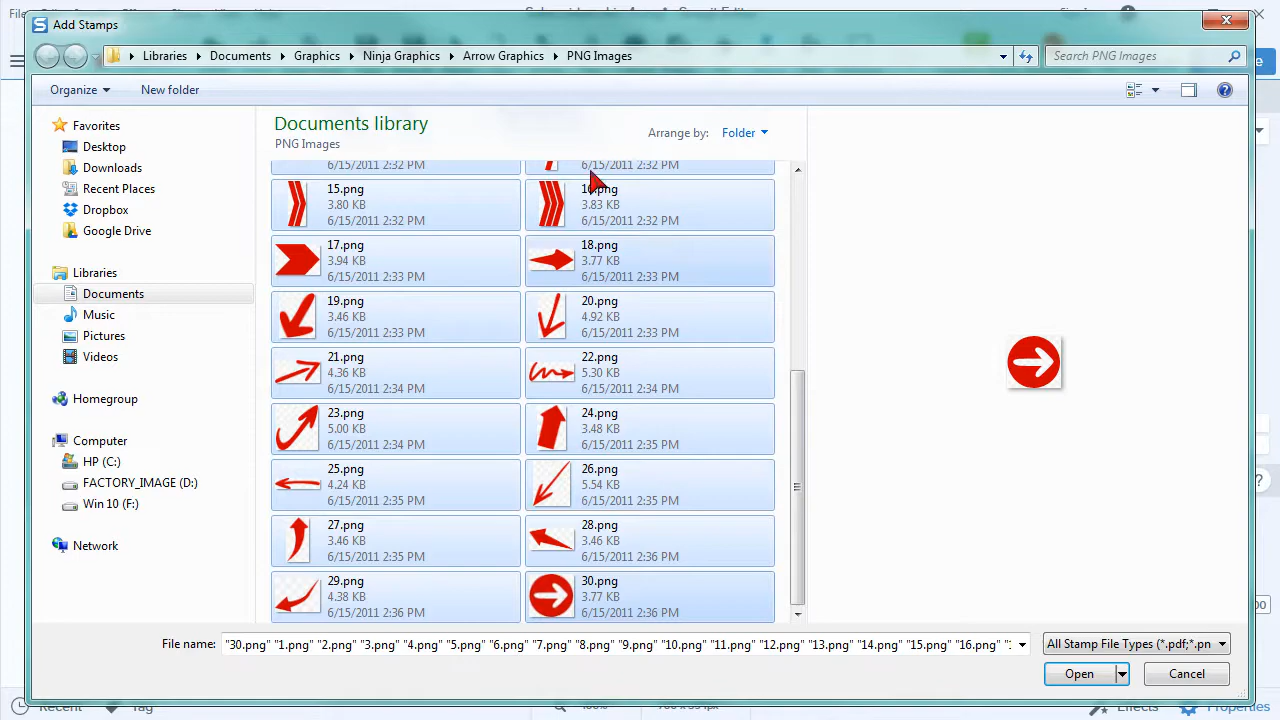 Add Stamps
Libraries Documents Graphics Ninja Graphics Arrow Graphics PNG Images
Search PNG Images
Organize New folder
Favorites
Desktop
Downloads
Recent Places
Dropbox
Google Drive
Libraries
Documents
Music
Pictures
Videos
Homegroup
Computer
HP (C:)
FACTORY_IMAGE (D:)
Win 10 (F:)
Network
Documents library
PNG Images
Arrange by: Folder
6/15/2011 2:32 PM
6/15/2011 2:32 PM
15.png
3.80 KB
6/15/2011 2:32 PM
16.png
3.83 KB
6/15/2011 2:32 PM
17.png
3.94 KB
6/15/2011 2:33 PM
18.png
3.77 KB
6/15/2011 2:33 PM
19.png
3.46 KB
6/15/2011 2:33 PM
20.png
4.92 KB
6/15/2011 2:33 PM
21.png
4.36 KB
6/15/2011 2:34 PM
22.png
5.30 KB
6/15/2011 2:34 PM
23.png
5.00 KB
6/15/2011 2:34 PM
24.png
3.48 KB
6/15/2011 2:35 PM
25.png
4.24 KB
6/15/2011 2:35 PM
26.png
5.54 KB
6/15/2011 2:35 PM
27.png
3.46 KB
6/15/2011 2:35 PM
28.png
3.46 KB
6/15/2011 2:36 PM
29.png
4.38 KB
6/15/2011 2:36 PM
30.png
3.77 KB
6/15/2011 2:36 PM
File name: "30.png" "1.png" "2.png" "3.png" "4.png" "5.png" "6.png" "7.png" "8.png" "9.png" "10.png" "11.png" "12.png" "13.png" "14.png" "15.png" "16.png"
All Stamp File Types (*.pdf;*.pn
Open Cancel
Recent Tag Effects Properties